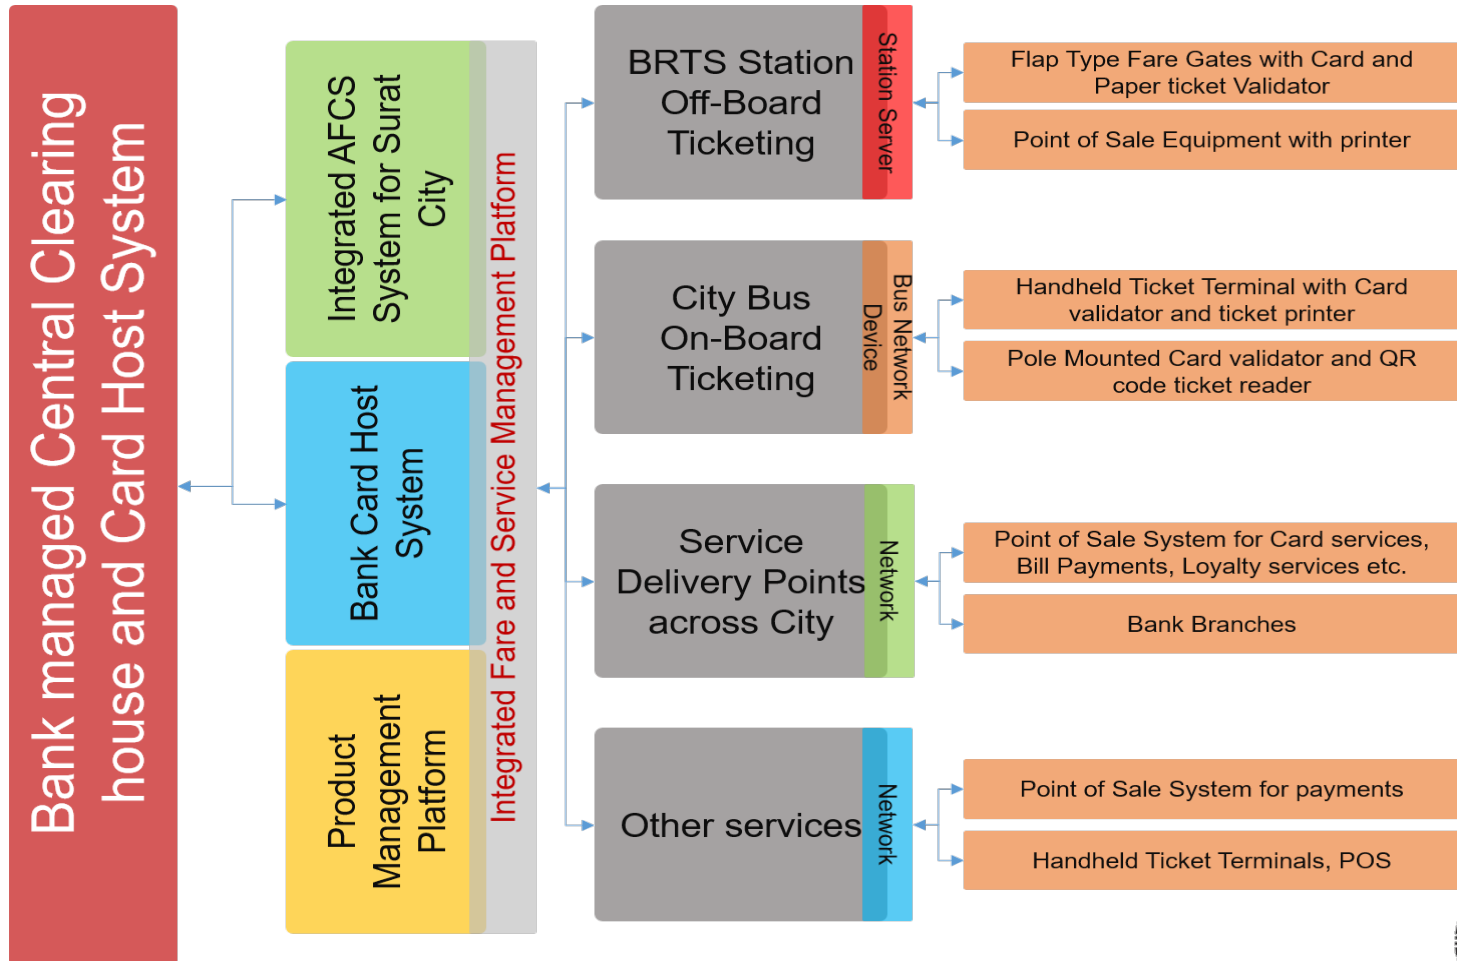 Bank managed Central Clearing
house and Card Host System
Integrated AFCS
System for Surat
City
Bank Card Host
System
Product
Management
Platform
Integrated Fare and Service Management Platform
BRTS Station
Off-Board
Ticketing
Station Server
Flap Type Fare Gates with Card and
Paper ticket Validator
Point of Sale Equipment with printer
City Bus
On-Board
Ticketing
Bus Network
Device
Handheld Ticket Terminal with Card
validator and ticket printer
Pole Mounted Card validator and QR
code ticket reader
Service
Delivery Points
across City
Network
Point of Sale System for Card services,
Bill Payments, Loyalty services etc.
Bank Branches
Other services
Network
Point of Sale System for payments
Handheld Ticket Terminals, POS